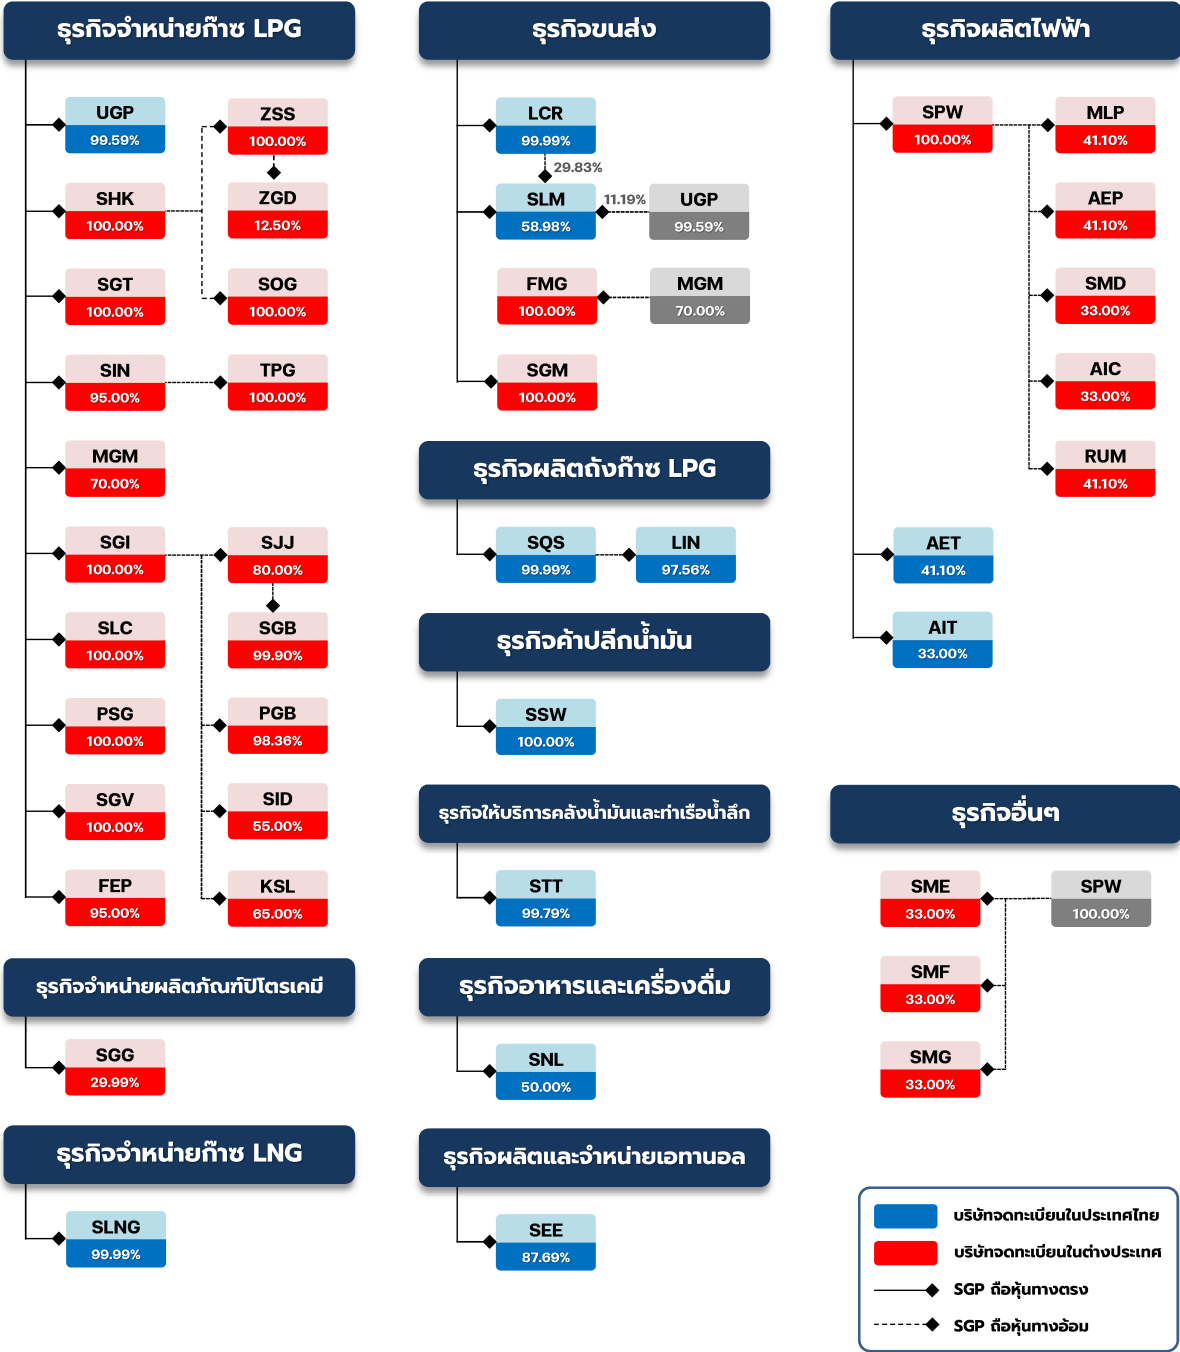 ธุรกิจจำหน่ายก๊าซ LPG
UGP
99.59%
ZSS
100.00%
SHK
100.00%
ZGD
12.50%
SGT
100.00%
SOG
100.00%
SIN
95.00%
TPG
100.00%
MGM
70.00%
SGI
100.00%
SJJ
80.00%
SLC
100.00%
SGB
99.90%
PSG
100.00%
PGB
98.36%
SGV
100.00%
SID
55.00%
FEP
95.00%
KSL
65.00%
ธุรกิจจำหน่ายผลิตภัณฑ์ปิโตรเคมี
SGG
29.99%
ธุรกิจจำหน่ายก๊าซ LNG
SLNG
99.99%
ธุรกิจขนส่ง
LCR
99.99%
29.83%
SLM
58.98%
11.19%
UGP
99.59%
FMG
100.00%
MGM
70.00%
SGM
100.00%
ธุรกิจผลิตถังก๊าซ LPG
SQS
99.99%
LIN
97.56%
ธุรกิจค้าปลีกน้ำมัน
SSW
100.00%
ธุรกิจให้บริการคลังน้ำมันและท่าเรือน้ำลึก
STT
99.79%
ธุรกิจอาหารและเครื่องดื่ม
SNL
50.00%
ธุรกิจผลิตและจำหน่ายเอทานอล
SEE
87.69%
ธุรกิจผลิตไฟฟ้า
SPW
100.00%
MLP
41.10%
AEP
41.10%
SMD
33.00%
AIC
33.00%
RUM
41.10%
AET
41.10%
AIT
33.00%
ธุรกิจอื่นๆ
SME
33.00%
SPW
100.00%
SMF
33.00%
SMG
33.00%
บริษัทจดทะเบียนในประเทศไทย
บริษัทจดทะเบียนในต่างประเทศ
SGP ถือหุ้นทางตรง
SGP ถือหุ้นทางอ้อม